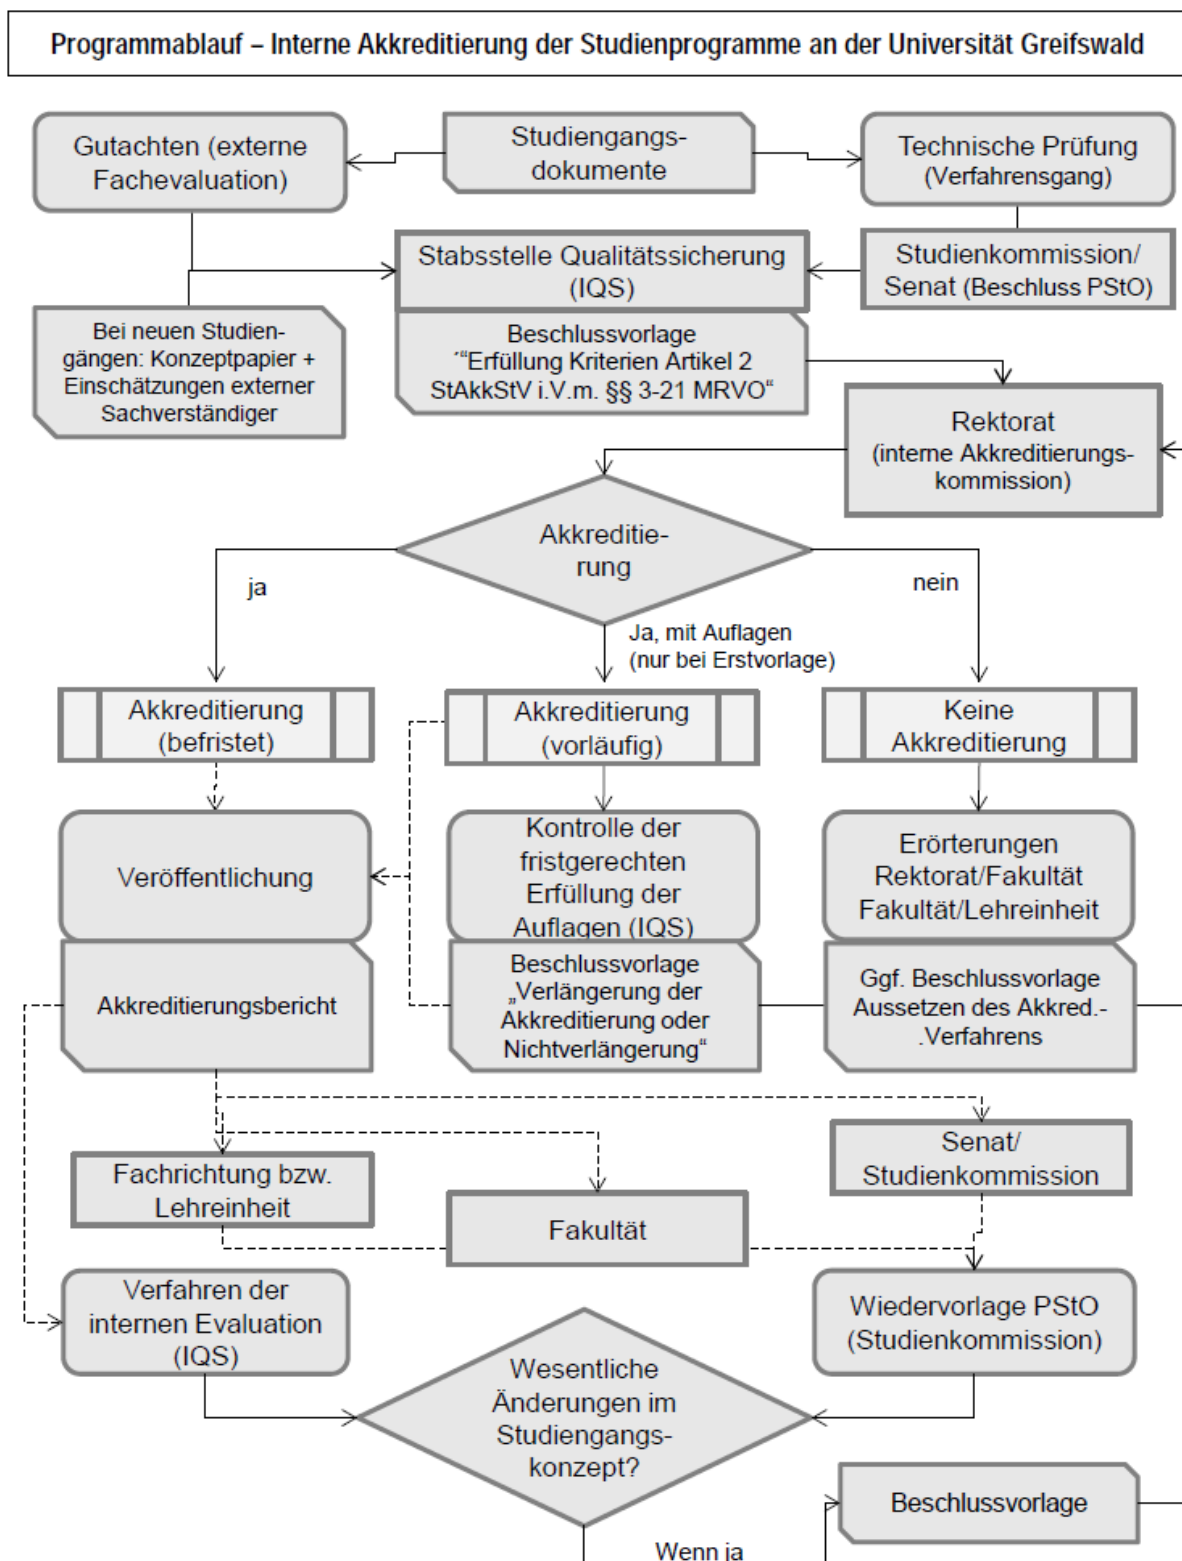 Programmablauf – Interne Akkreditierung der Studienprogramme an der Universität Greifswald
Gutachten (externe
Fachevaluation)
Studiengangs-
dokumente
Technische Prüfung
(Verfahrensgang)
Stabsstelle Qualitätssicherung
(IQS)
Studienkommission/
Senat (Beschluss PStO)
Bei neuen Studien-
gängen: Konzeptpapier +
Einschätzungen externer
Sachverständiger
Beschlussvorlage
´“Erfüllung Kriterien Artikel 2
StAkkStV i.V.m. §§ 3-21 MRVO“
Rektorat
(interne Akkreditierungs-
kommission)
Akkreditie-
rung
ja
nein
Ja, mit Auflagen
(nur bei Erstvorlage)
Akkreditierung
(befristet)
Akkreditierung
(vorläufig)
Keine
Akkreditierung
Veröffentlichung
Kontrolle der
fristgerechten
Erfüllung der
Auflagen (IQS)
Erörterungen
Rektorat/Fakultät
Fakultät/Lehreinheit
Akkreditierungsbericht
Beschlussvorlage
„Verlängerung der
Akkreditierung oder
Nichtverlängerung“
Ggf. Beschlussvorlage
Aussetzen des Akkred.-
.Verfahrens
Fachrichtung bzw.
Lehreinheit
Fakultät
Senat/
Studienkommission
Verfahren der
internen Evaluation
(IQS)
Wiedervorlage PStO
(Studienkommission)
Wesentliche
Änderungen im
Studiengangs-
konzept?
Beschlussvorlage
Wenn ja